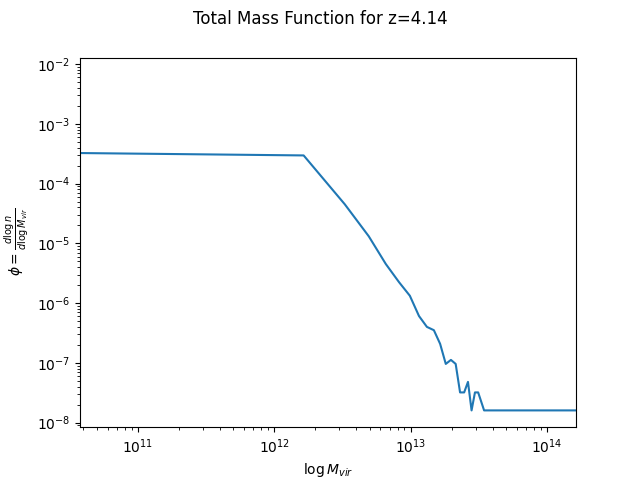 Total Mass Function for z=4.14
10⁻²
10⁻³
10⁻⁴
10⁻⁵
10⁻⁶
10⁻⁷
10⁻⁸
ϕ = d log n / d log M_vir
10¹¹ 10¹² 10¹³ 10¹⁴
log M_vir